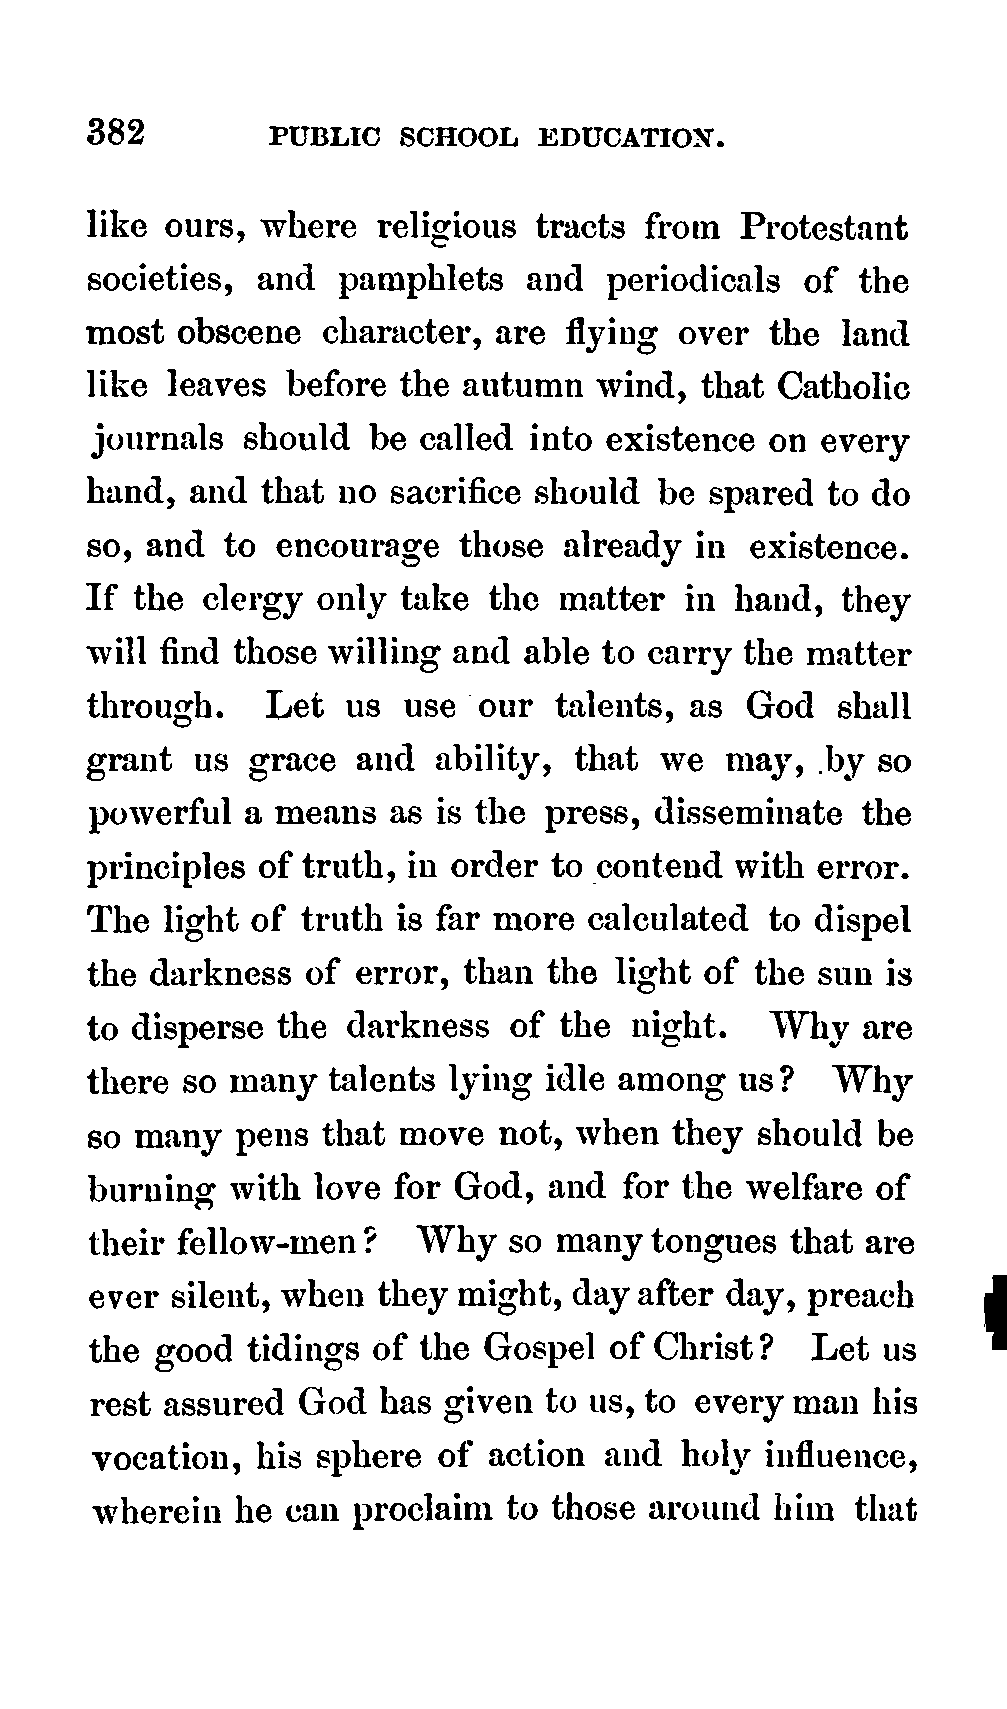 382 PUBLIC SCHOOL EDUCATION.
like ours, where religious tracts from Protestant
societies, and pamphlets and periodicals of the
most obscene character, are flying over the land
like leaves before the autumn wind, that Catholic
journals should be called into existence on every
hand, and that no sacrifice should be spared to do
so, and to encourage those already in existence.
If the clergy only take the matter in hand, they
will find those willing and able to carry the matter
through. Let us use our talents, as God shall
grant us grace and ability, that we may, by so
powerful a means as is the press, disseminate the
principles of truth, in order to contend with error.
The light of truth is far more calculated to dispel
the darkness of error, than the light of the sun is
to disperse the darkness of the night. Why are
there so many talents lying idle among us? Why
so many pens that move not, when they should be
burning with love for God, and for the welfare of
their fellow-men? Why so many tongues that are
ever silent, when they might, day after day, preach
the good tidings of the Gospel of Christ? Let us
rest assured God has given to us, to every man his
vocation, his sphere of action and holy influence,
wherein he can proclaim to those around him that